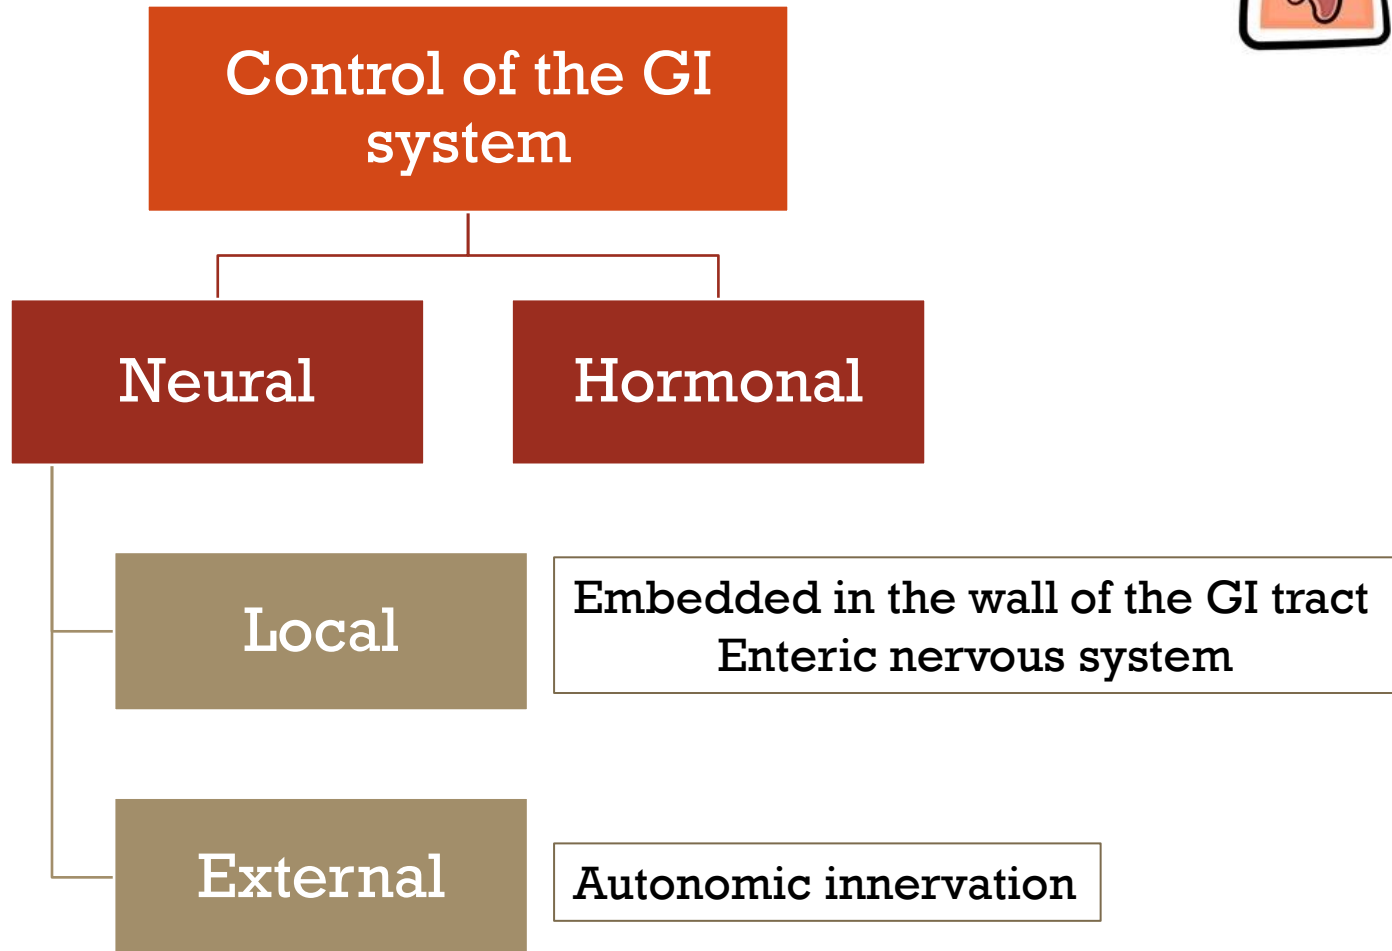 Control of the GI
system
Neural
Hormonal
Local
Embedded in the wall of the GI tract
Enteric nervous system
External
Autonomic innervation